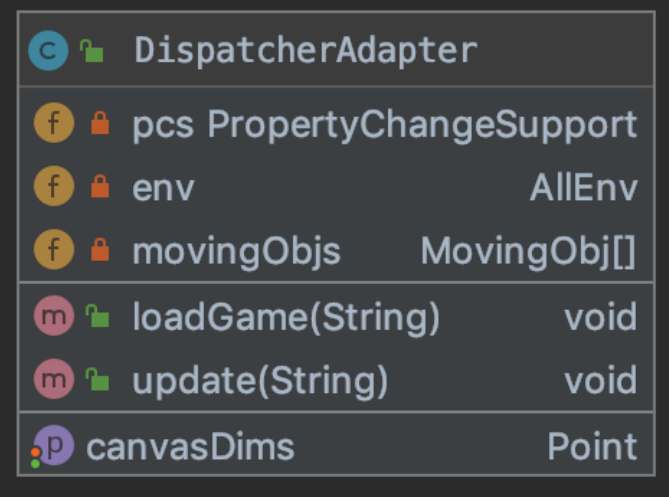 C DispatcherAdapter
f pcs PropertyChangeSupport
f env AllEnv
f movingObjs MovingObj[]
m loadGame(String) void
m update(String) void
p canvasDims Point